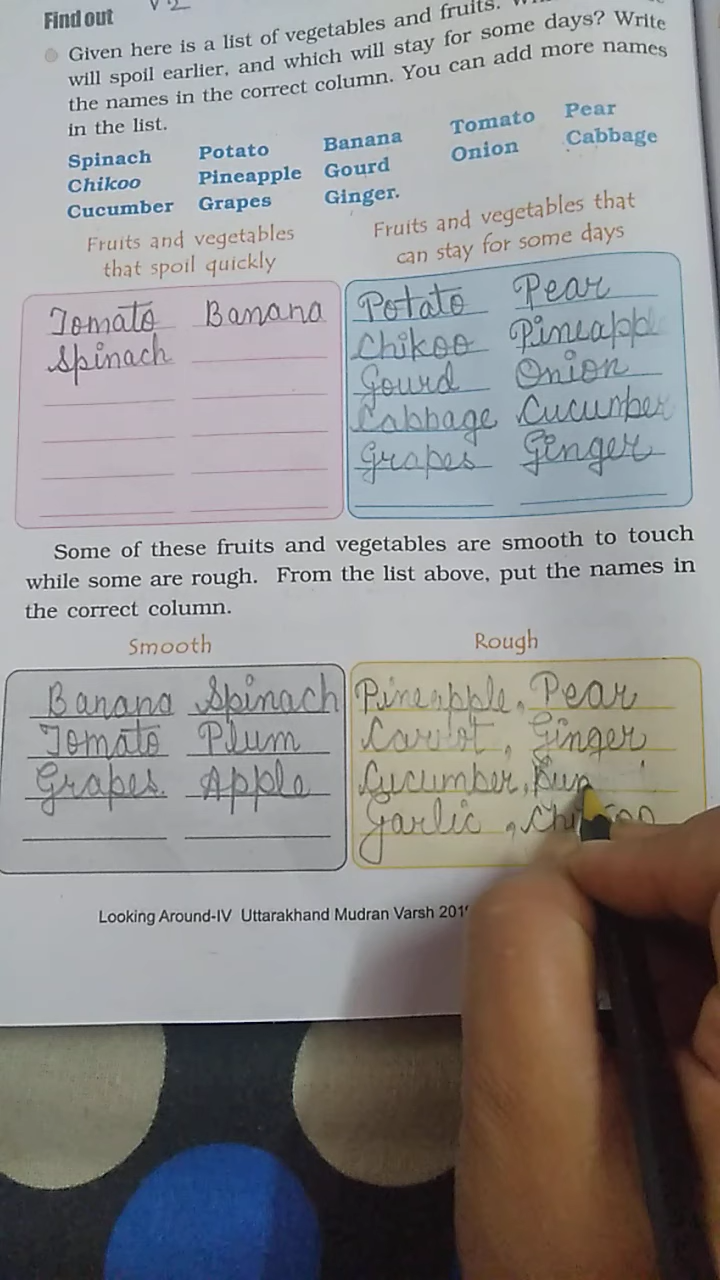 Find out
Given here is a list of vegetables and fruits.
will spoil earlier, and which will stay for some days? Write
the names in the correct column. You can add more names
in the list.
Spinach Potato Banana Tomato Pear
Chikoo Pineapple Gourd Onion Cabbage
Cucumber Grapes Ginger.
Fruits and vegetables
that spoil quickly
Fruits and vegetables that
can stay for some days
Tomato Banana
Spinach
Potato Pear
Chikoo Pineapple
Gourd Onion
Cabbage Cucumber
Grapes Ginger
Some of these fruits and vegetables are smooth to touch
while some are rough. From the list above, put the names in
the correct column.
Smooth
Banana Spinach
Tomato Plum
Grapes. Apple
Rough
Pineapple, Pear
Carrot, Ginger
Cucumber,
Garlic, Chikoo
Looking Around-IV Uttarakhand Mudran Varsh